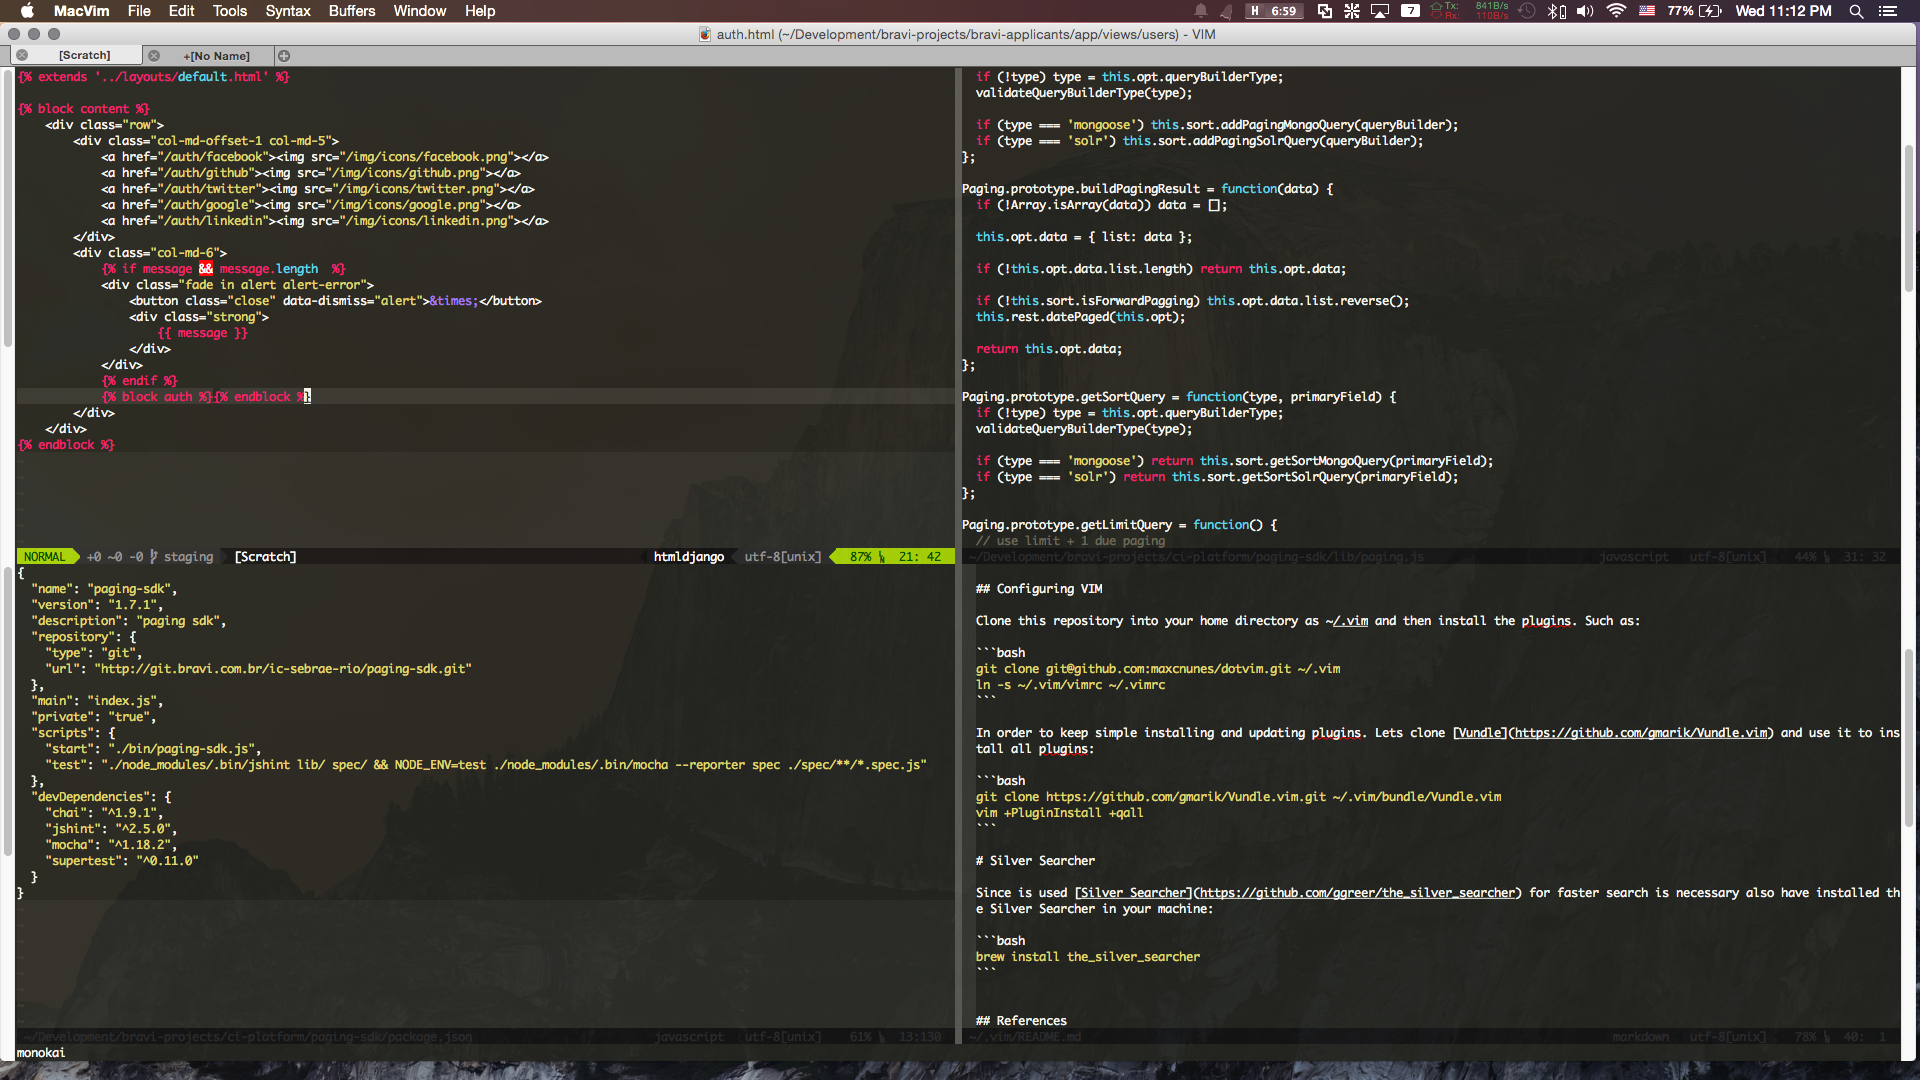 MacVim File Edit Tools Syntax Buffers Window Help
H 6:59 7 Tx: 841B/s Rx: 110B/s 77% Wed 11:12 PM
auth.html (~/Development/bravi-projects/bravi-applicants/app/views/users) - VIM
[Scratch] +[No Name]
{% extends '../layouts/default.html' %}
{% block content %}
<div class="row">
<div class="col-md-offset-1 col-md-5">
<a href="/auth/facebook"><img src="/img/icons/facebook.png"></a>
<a href="/auth/github"><img src="/img/icons/github.png"></a>
<a href="/auth/twitter"><img src="/img/icons/twitter.png"></a>
<a href="/auth/google"><img src="/img/icons/google.png"></a>
<a href="/auth/linkedin"><img src="/img/icons/linkedin.png"></a>
</div>
<div class="col-md-6">
{% if message && message.length  %}
<div class="fade in alert alert-error">
<button class="close" data-dismiss="alert">&times;</button>
<div class="strong">
{{ message }}
</div>
</div>
{% endif %}
{% block auth %}{% endblock %}
</div>
</div>
{% endblock %}
NORMAL +0 ~0 -0 staging [Scratch] htmldjango utf-8[unix] 87% 21: 42
{
"name": "paging-sdk",
"version": "1.7.1",
"description": "paging sdk",
"repository": {
"type": "git",
"url": "http://git.bravi.com.br/ic-sebrae-rio/paging-sdk.git"
},
"main": "index.js",
"private": "true",
"scripts": {
"start": "./bin/paging-sdk.js",
"test": "./node_modules/.bin/jshint lib/ spec/ && NODE_ENV=test ./node_modules/.bin/mocha --reporter spec ./spec/**/*.spec.js"
},
"devDependencies": {
"chai": "^1.9.1",
"jshint": "^2.5.0",
"mocha": "^1.18.2",
"supertest": "^0.11.0"
}
}
~/Development/bravi-projects/ci-platform/paging-sdk/package.json javascript utf-8[unix] 61% 13:130
monokai
if (!type) type = this.opt.queryBuilderType;
validateQueryBuilderType(type);
if (type === 'mongoose') this.sort.addPagingMongoQuery(queryBuilder);
if (type === 'solr') this.sort.addPagingSolrQuery(queryBuilder);
};
Paging.prototype.buildPagingResult = function(data) {
if (!Array.isArray(data)) data = [];
this.opt.data = { list: data };
if (!this.opt.data.list.length) return this.opt.data;
if (!this.sort.isForwardPagging) this.opt.data.list.reverse();
this.rest.datePaged(this.opt);
return this.opt.data;
};
Paging.prototype.getSortQuery = function(type, primaryField) {
if (!type) type = this.opt.queryBuilderType;
validateQueryBuilderType(type);
if (type === 'mongoose') return this.sort.getSortMongoQuery(primaryField);
if (type === 'solr') return this.sort.getSortSolrQuery(primaryField);
};
Paging.prototype.getLimitQuery = function() {
// use limit + 1 due paging
~/Development/bravi-projects/ci-platform/paging-sdk/lib/paging.js javascript utf-8[unix] 44% 31: 32
## Configuring VIM
Clone this repository into your home directory as ~/.vim and then install the plugins. Such as:
```bash
git clone git@github.com:maxcnunes/dotvim.git ~/.vim
ln -s ~/.vim/vimrc ~/.vimrc
```
In order to keep simple installing and updating plugins. Lets clone [Vundle](https://github.com/gmarik/Vundle.vim) and use it to ins
tall all plugins:
```bash
git clone https://github.com/gmarik/Vundle.vim.git ~/.vim/bundle/Vundle.vim
vim +PluginInstall +qall
```
# Silver Searcher
Since is used [Silver Searcher](https://github.com/ggreer/the_silver_searcher) for faster search is necessary also have installed th
e Silver Searcher in your machine:
```bash
brew install the_silver_searcher
```
## References
~/.vim/README.md markdown utf-8[unix] 78% 40: 1